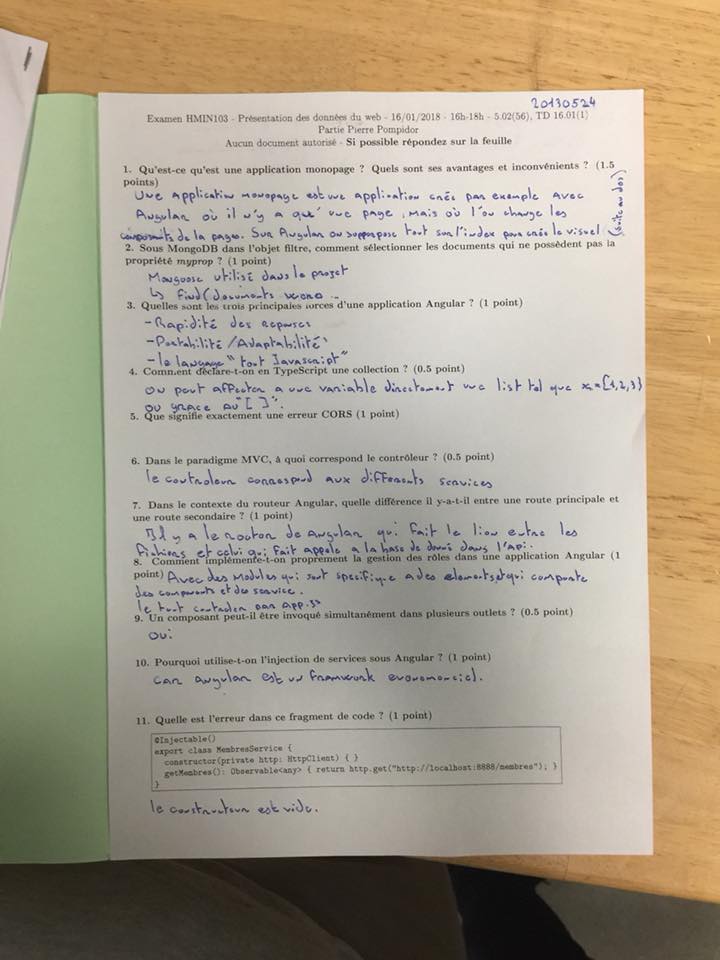 20130524
Examen HMIN103 - Présentation des données du web - 16/01/2018 - 16h-18h - 5.02(56), TD 16.01(1)
Partie Pierre Pompidor
Aucun document autorisé - Si possible répondez sur la feuille
1. Qu'est-ce qu'est une application monopage ? Quels sont ses avantages et inconvénients ? (1.5
points)
Une application monopage est une application créé par exemple avec
Angular où il n'y a que une page, mais où l'on change les
composants de la pages. Sur Angular on supperpose tout sur l'index pour créé le visuel
(suite au dos)
2. Sous MongoDB dans l'objet filtre, comment sélectionner les documents qui ne possèdent pas la
propriété myprop ? (1 point)
Mongoose utilisé dans le projet
↳ find(documents
3. Quelles sont les trois principales forces d'une application Angular ? (1 point)
-Rapidité des reponses
-Portabilité/Adaptabilité
-le language "tout Javascript"
4. Comment déclare-t-on en TypeScript une collection ? (0.5 point)
on peut affecter a une variable directement une list tel que x=[1,2,3]
ou grace au "[ ]".
5. Que signifie exactement une erreur CORS (1 point)
6. Dans le paradigme MVC, à quoi correspond le contrôleur ? (0.5 point)
le controleur correspond aux differents services
7. Dans le contexte du routeur Angular, quelle différence il y-a-t-il entre une route principale et
une route secondaire ? (1 point)
Il y a le routeur de angular qui fait le lien entre les
fichiers et celui qui fait appele a la base de donné dans l'api.
8. Comment implémente-t-on proprement la gestion des rôles dans une application Angular (1
point) Avec des Modules qui sont specifique a des elements et qui comporte
des components et des service.
le tout controler par app.ts
9. Un composant peut-il être invoqué simultanément dans plusieurs outlets ? (0.5 point)
oui
10. Pourquoi utilise-t-on l'injection de services sous Angular ? (1 point)
car angular est un framework
11. Quelle est l'erreur dans ce fragment de code ? (1 point)
@Injectable()
export class MembresService {
constructor(private http: HttpClient) { }
getMembres(): Observable<any> { return http.get("http://localhost:8888/membres"); }
}
le constructeur est vide.